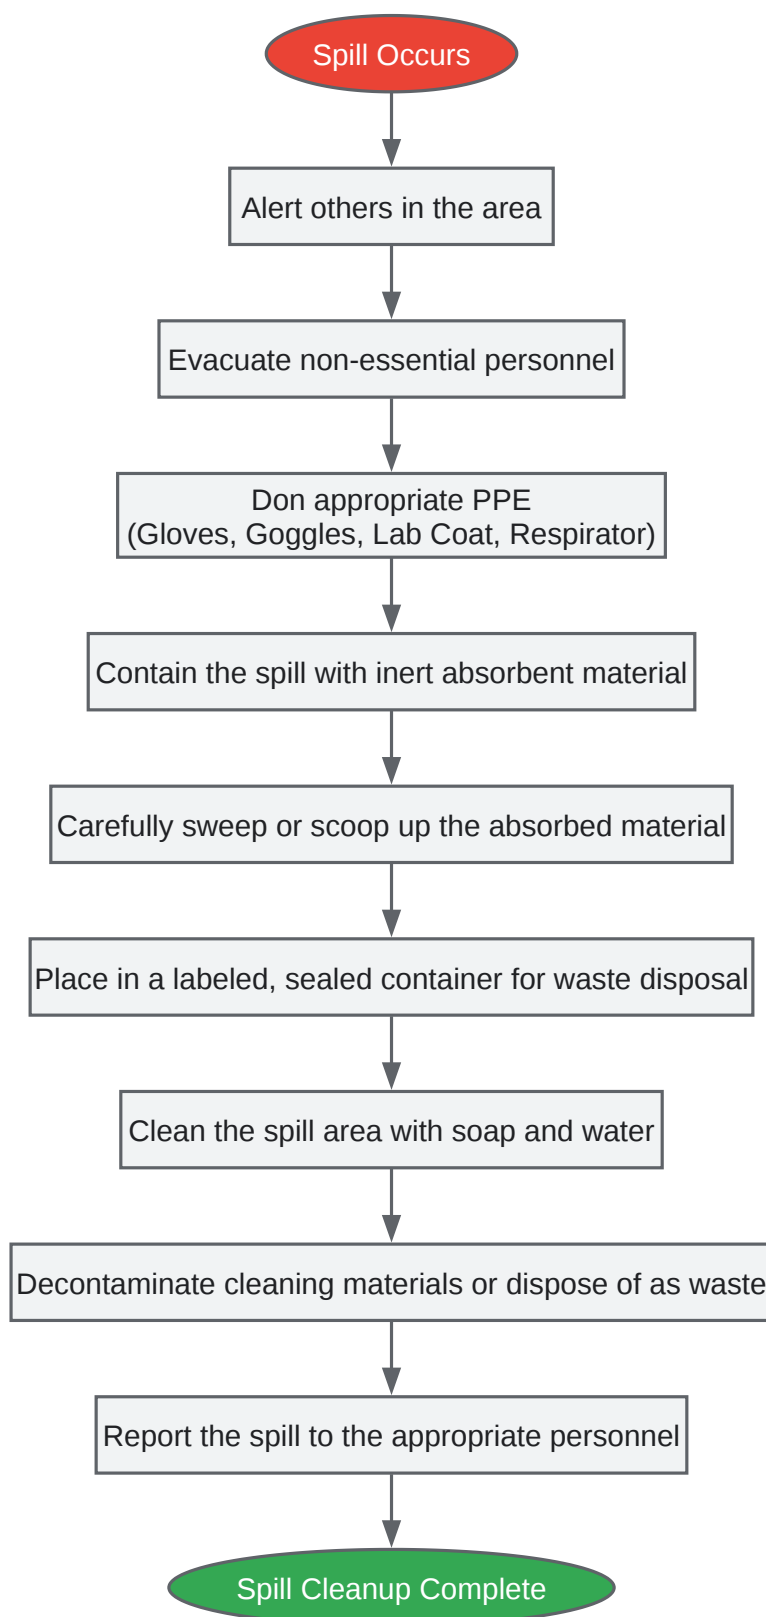 Spill Occurs
Alert others in the area
Evacuate non-essential personnel
Don appropriate PPE
(Gloves, Goggles, Lab Coat, Respirator)
Contain the spill with inert absorbent material
Carefully sweep or scoop up the absorbed material
Place in a labeled, sealed container for waste disposal
Clean the spill area with soap and water
Decontaminate cleaning materials or dispose of as waste
Report the spill to the appropriate personnel
Spill Cleanup Complete